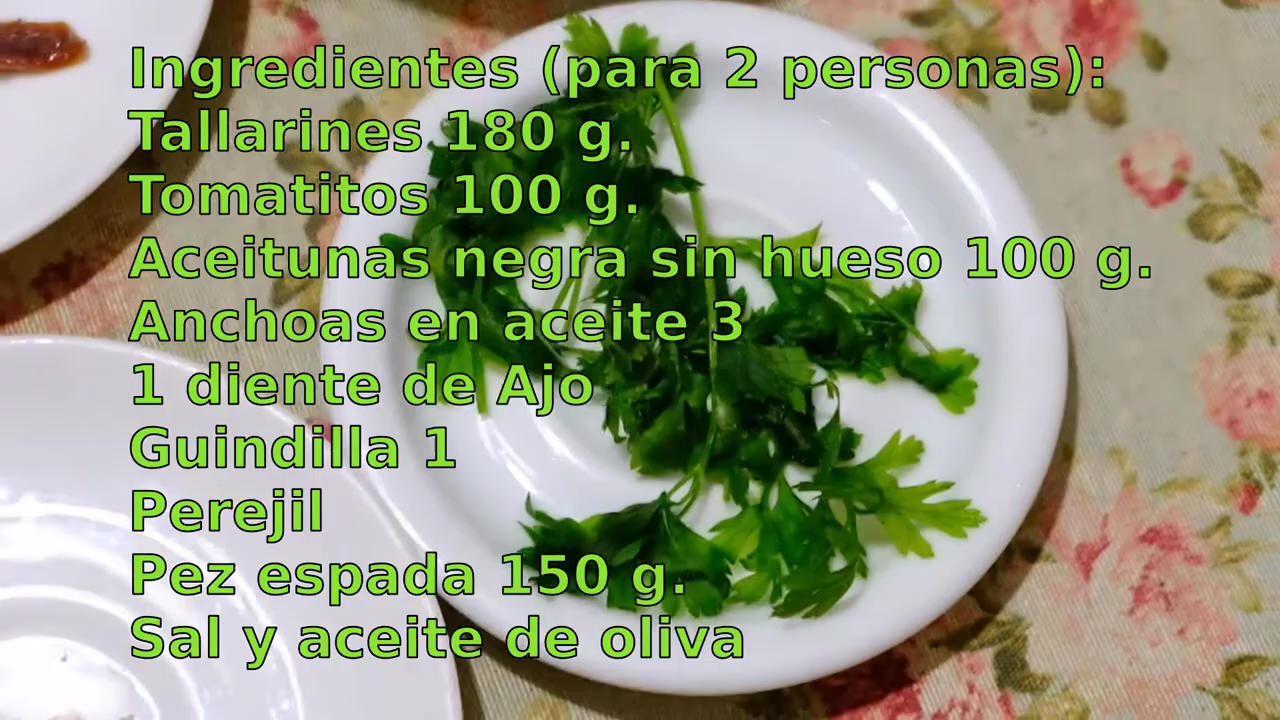 Ingredientes (para 2 personas):
Tallarines 180 g.
Tomatitos 100 g.
Aceitunas negra sin hueso 100 g.
Anchoas en aceite 3
1 diente de Ajo
Guindilla 1
Perejil
Pez espada 150 g.
Sal y aceite de oliva